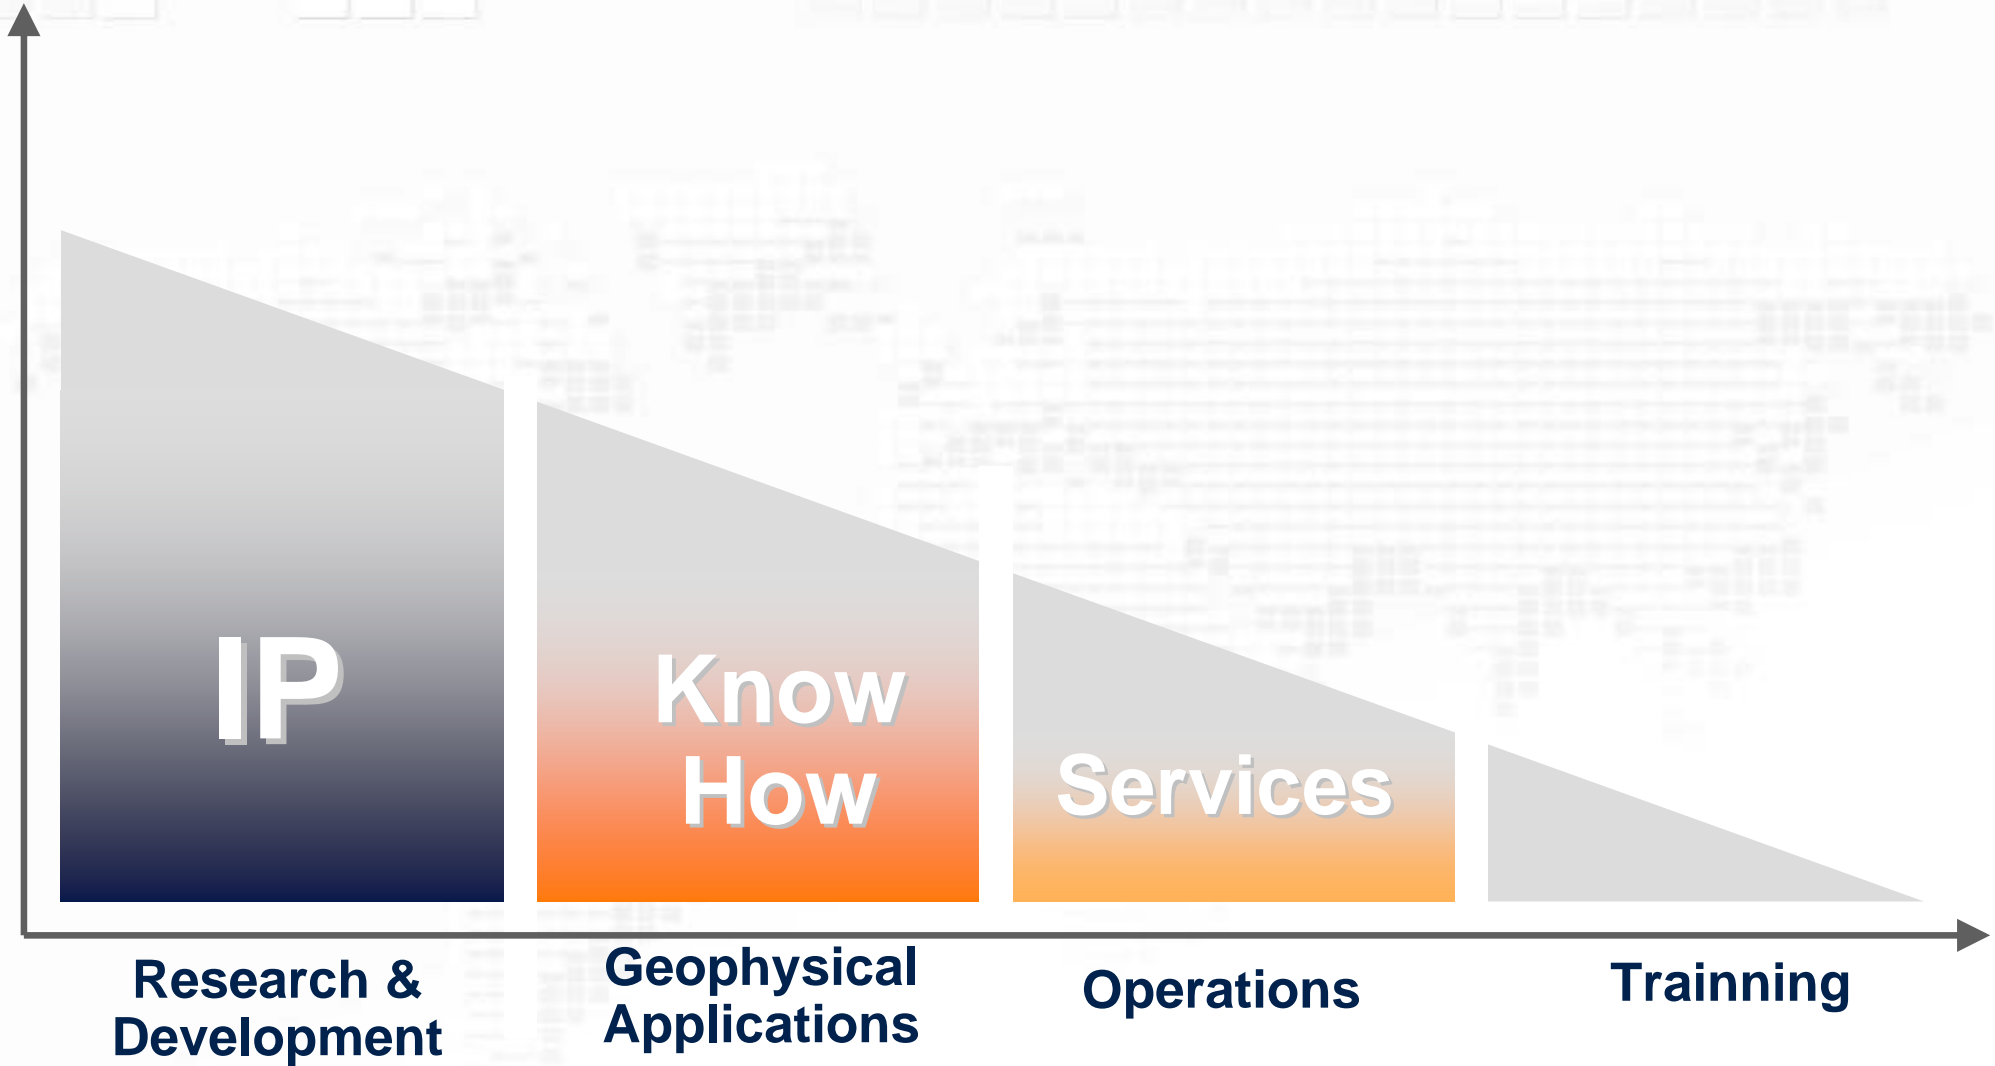 IP
Know
How
Services
Research &
Development
Geophysical
Applications
Operations
Trainning